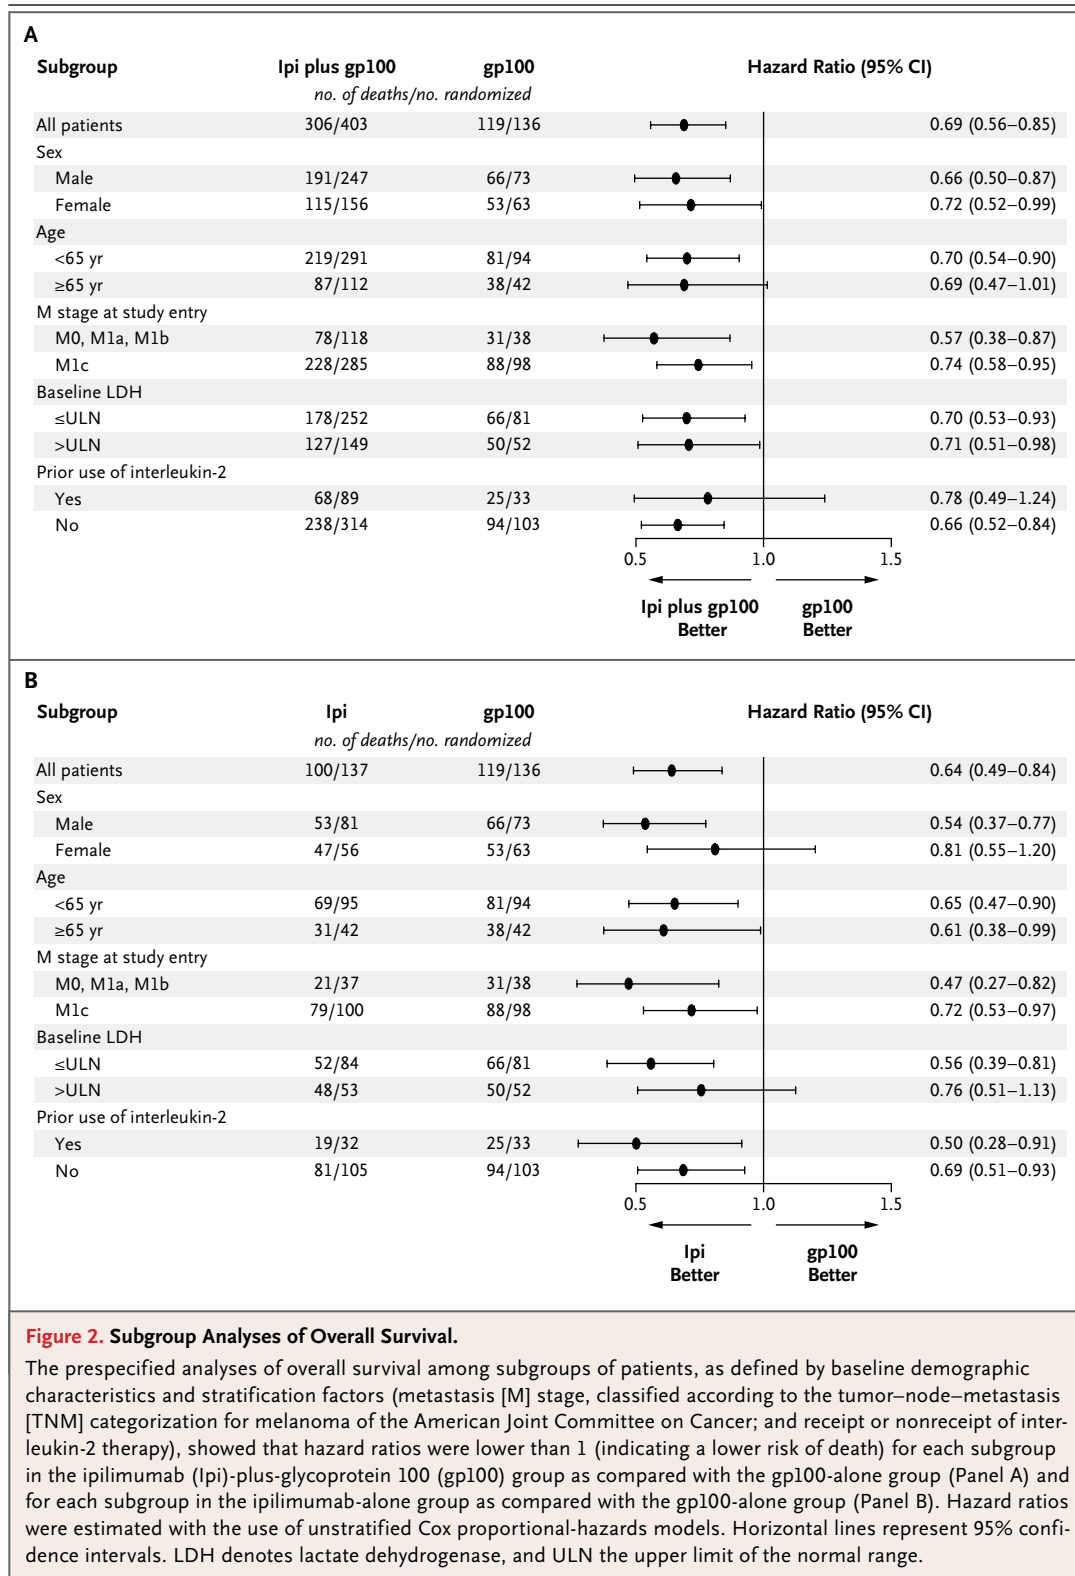 A
Subgroup Ipi plus gp100 gp100 Hazard Ratio (95% CI)
no. of deaths/no. randomized
All patients 306/403 119/136 0.69 (0.56–0.85)
Sex
Male 191/247 66/73 0.66 (0.50–0.87)
Female 115/156 53/63 0.72 (0.52–0.99)
Age
<65 yr 219/291 81/94 0.70 (0.54–0.90)
≥65 yr 87/112 38/42 0.69 (0.47–1.01)
M stage at study entry
M0, M1a, M1b 78/118 31/38 0.57 (0.38–0.87)
M1c 228/285 88/98 0.74 (0.58–0.95)
Baseline LDH
≤ULN 178/252 66/81 0.70 (0.53–0.93)
>ULN 127/149 50/52 0.71 (0.51–0.98)
Prior use of interleukin-2
Yes 68/89 25/33 0.78 (0.49–1.24)
No 238/314 94/103 0.66 (0.52–0.84)
0.5 1.0 1.5
Ipi plus gp100 gp100
Better Better
B
Subgroup Ipi gp100 Hazard Ratio (95% CI)
no. of deaths/no. randomized
All patients 100/137 119/136 0.64 (0.49–0.84)
Sex
Male 53/81 66/73 0.54 (0.37–0.77)
Female 47/56 53/63 0.81 (0.55–1.20)
Age
<65 yr 69/95 81/94 0.65 (0.47–0.90)
≥65 yr 31/42 38/42 0.61 (0.38–0.99)
M stage at study entry
M0, M1a, M1b 21/37 31/38 0.47 (0.27–0.82)
M1c 79/100 88/98 0.72 (0.53–0.97)
Baseline LDH
≤ULN 52/84 66/81 0.56 (0.39–0.81)
>ULN 48/53 50/52 0.76 (0.51–1.13)
Prior use of interleukin-2
Yes 19/32 25/33 0.50 (0.28–0.91)
No 81/105 94/103 0.69 (0.51–0.93)
0.5 1.0 1.5
Ipi gp100
Better Better
Figure 2. Subgroup Analyses of Overall Survival.
The prespecified analyses of overall survival among subgroups of patients, as defined by baseline demographic
characteristics and stratification factors (metastasis [M] stage, classified according to the tumor–node–metastasis
[TNM] categorization for melanoma of the American Joint Committee on Cancer; and receipt or nonreceipt of inter-
leukin-2 therapy), showed that hazard ratios were lower than 1 (indicating a lower risk of death) for each subgroup
in the ipilimumab (Ipi)-plus-glycoprotein 100 (gp100) group as compared with the gp100-alone group (Panel A) and
for each subgroup in the ipilimumab-alone group as compared with the gp100-alone group (Panel B). Hazard ratios
were estimated with the use of unstratified Cox proportional-hazards models. Horizontal lines represent 95% confi-
dence intervals. LDH denotes lactate dehydrogenase, and ULN the upper limit of the normal range.